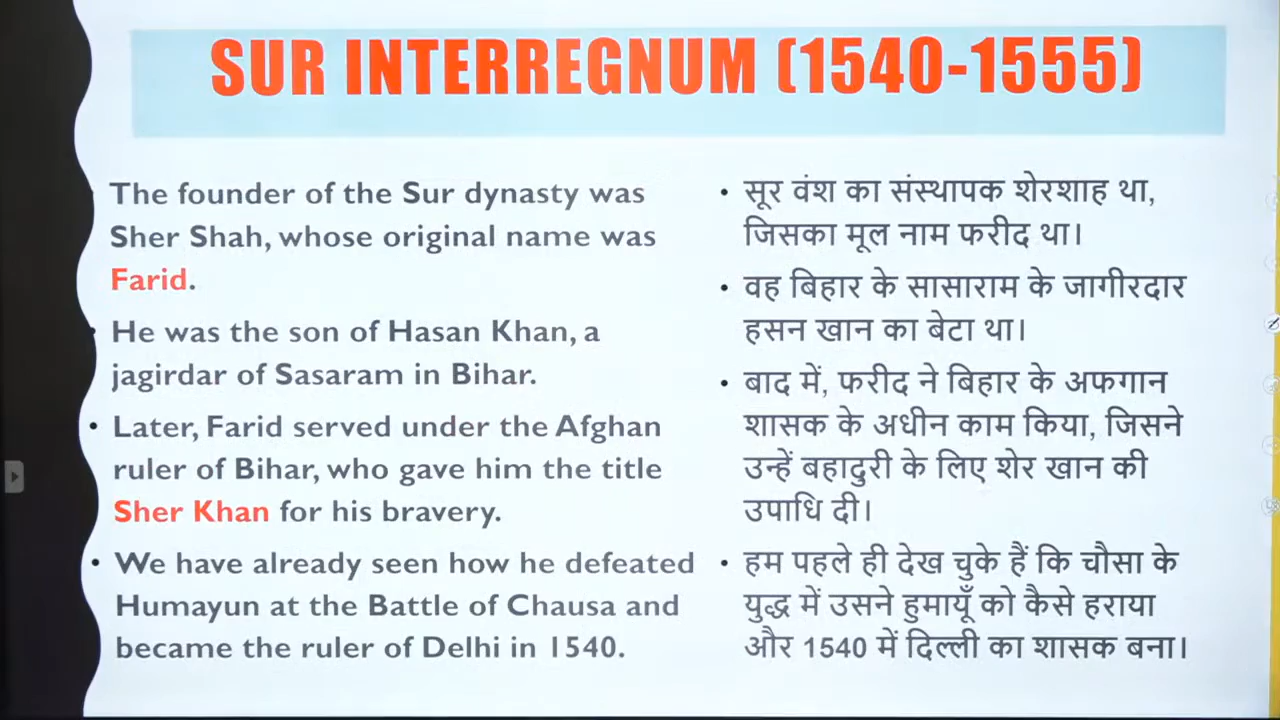 SUR INTERREGNUM (1540-1555)
The founder of the Sur dynasty was
Sher Shah, whose original name was
Farid.
• He was the son of Hasan Khan, a
jagirdar of Sasaram in Bihar.
• Later, Farid served under the Afghan
ruler of Bihar, who gave him the title
Sher Khan for his bravery.
• We have already seen how he defeated
Humayun at the Battle of Chausa and
became the ruler of Delhi in 1540.
• सूर वंश का संस्थापक शेरशाह था,
जिसका मूल नाम फरीद था।
• वह बिहार के सासाराम के जागीरदार
हसन खान का बेटा था।
• बाद में, फरीद ने बिहार के अफगान
शासक के अधीन काम किया, जिसने
उन्हें बहादुरी के लिए शेर खान की
उपाधि दी।
• हम पहले ही देख चुके हैं कि चौसा के
युद्ध में उसने हुमायूँ को कैसे हराया
और 1540 में दिल्ली का शासक बना।